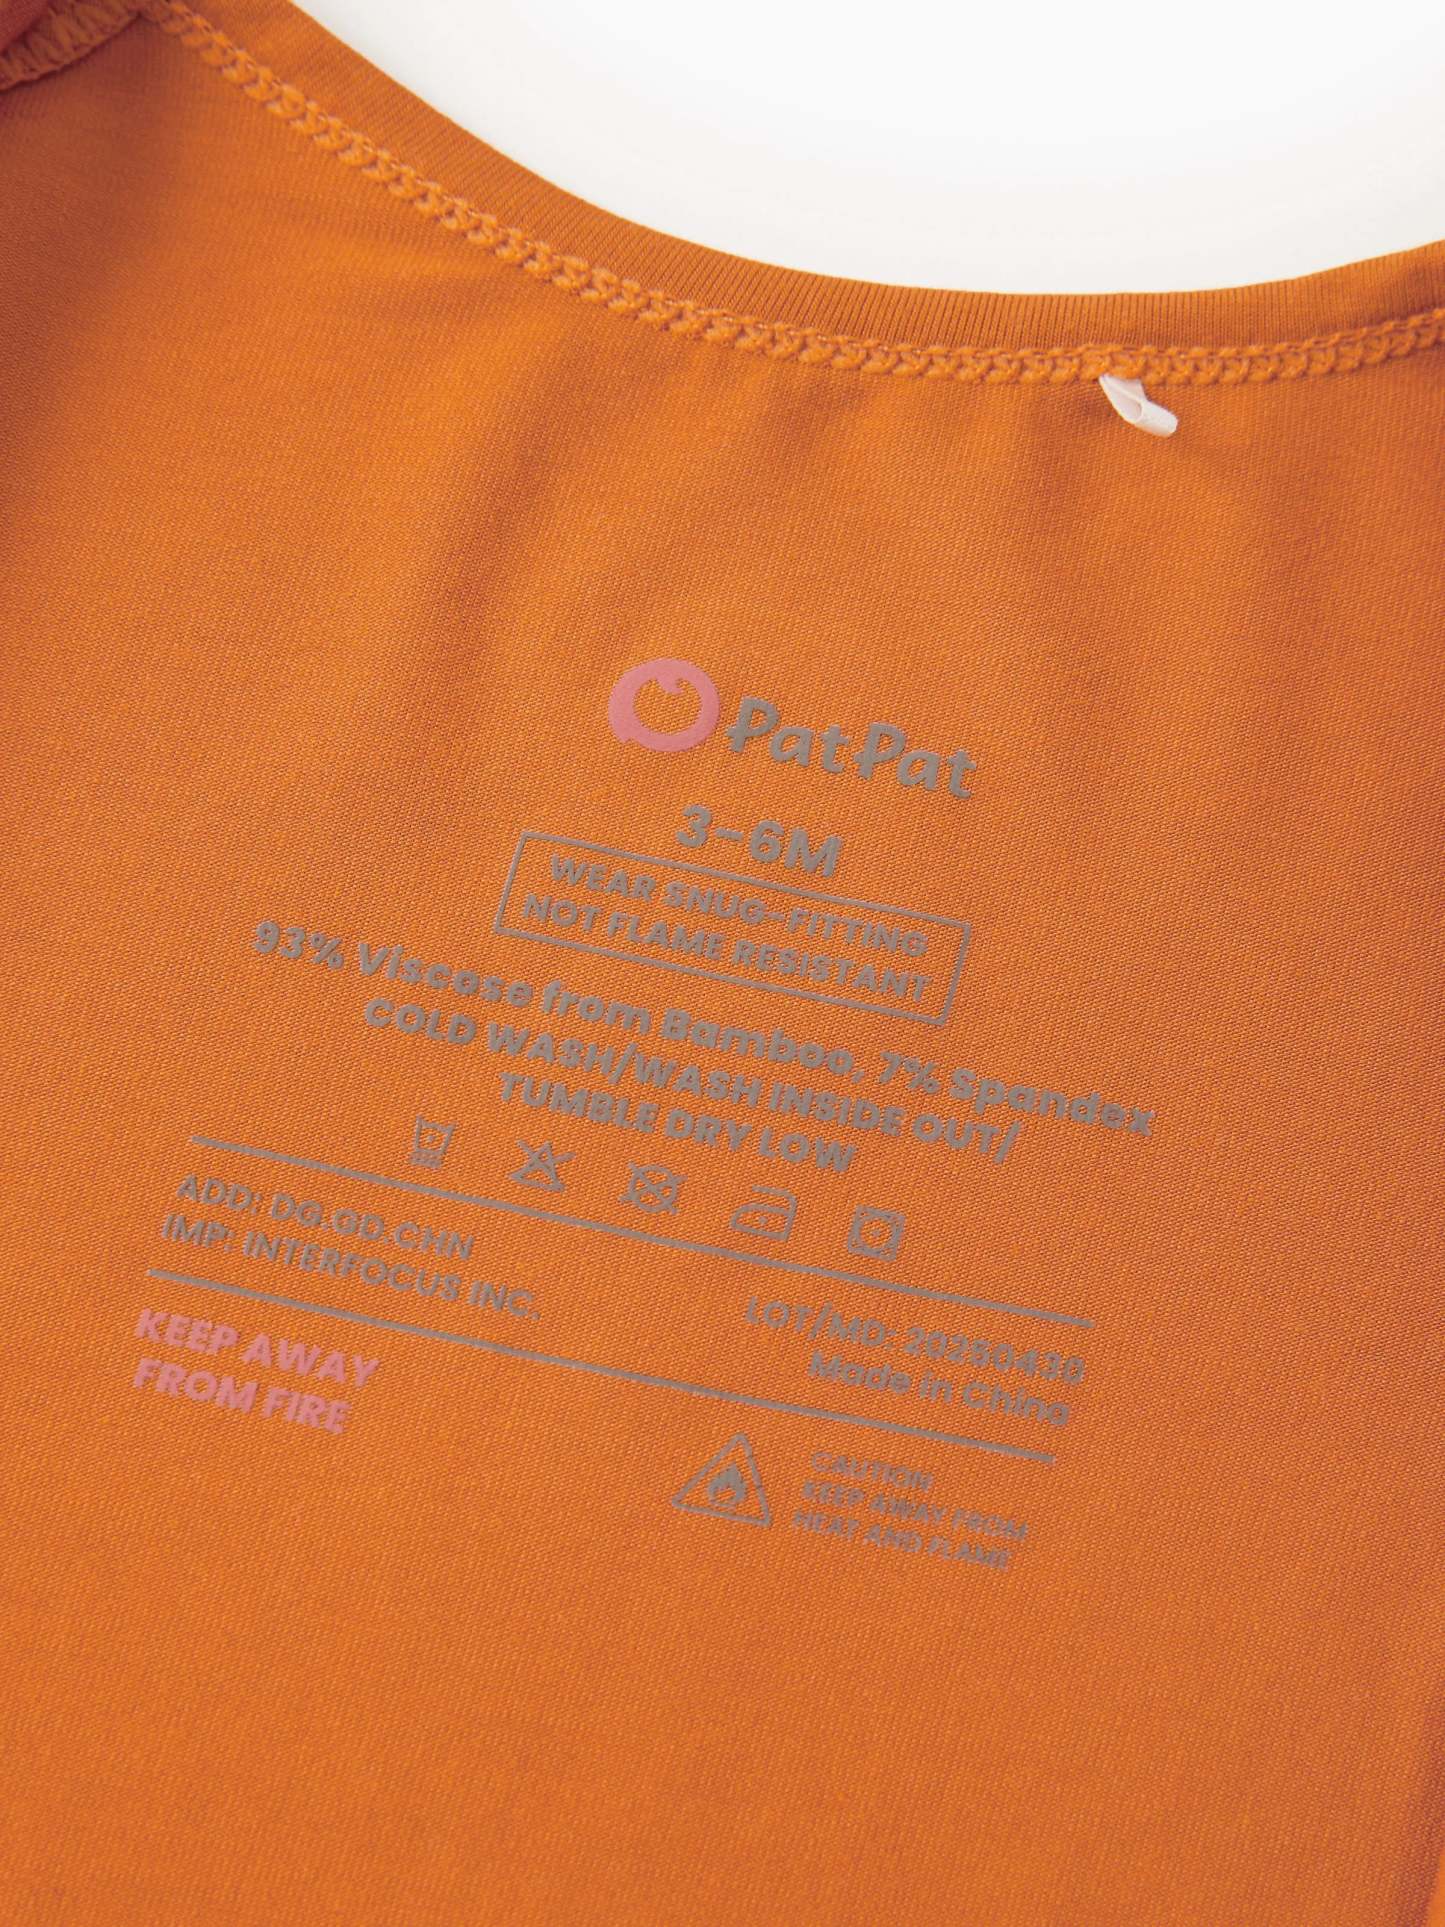 PatPat
3-6M
WEAR SNUG-FITTING
NOT FLAME RESISTANT
93% Viscose from Bamboo, 7% Spandex
COLD WASH/WASH INSIDE OUT/
TUMBLE DRY LOW
ADD: DG.GD.CHN
IMP: INTERFOCUS INC.
LOT/MD: 20250430
Made in China
KEEP AWAY
FROM FIRE
CAUTION
KEEP AWAY FROM
HEAT AND FLAME